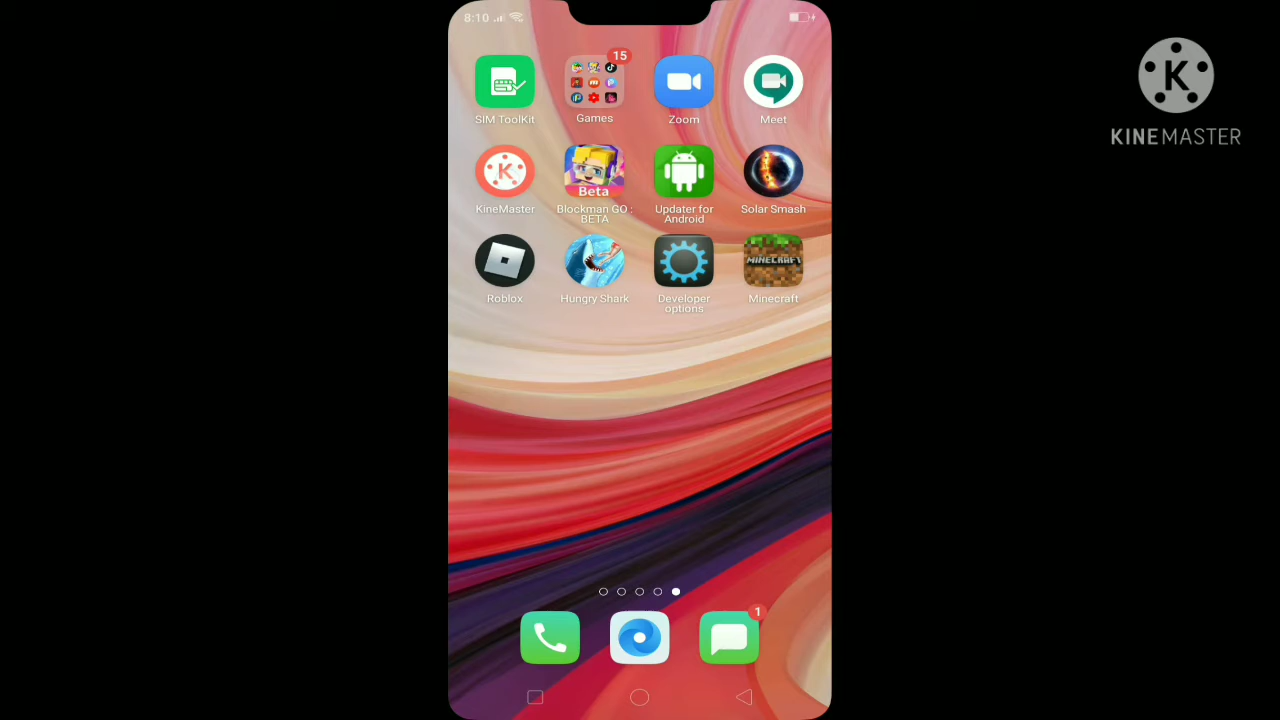 8:10
15
SIM ToolKit
Games
Zoom
Meet
K
KINEMASTER
K
Beta
KineMaster
Blockman GO :
BETA
Updater for
Android
Solar Smash
MINECRAFT
Roblox
Hungry Shark
Developer
options
Minecraft
1